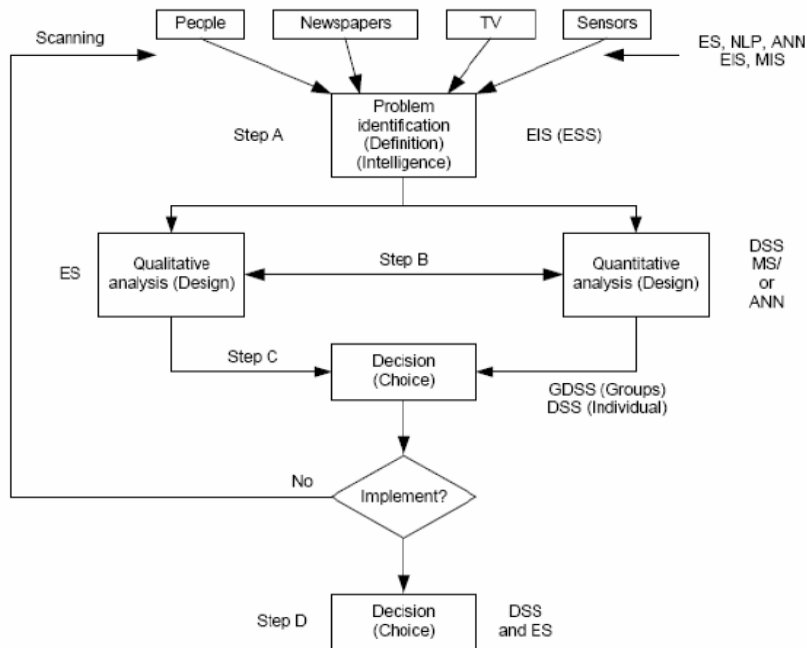 Scanning
People
Newspapers
TV
Sensors
ES, NLP, ANN
EIS, MIS
Step A
Problem
identification
(Definition)
(Intelligence)
EIS (ESS)
ES
Qualitative
analysis (Design)
Step B
Quantitative
analysis (Design)
DSS
MS/
or
ANN
Step C
Decision
(Choice)
GDSS (Groups)
DSS (Individual)
No
Implement?
Step D
Decision
(Choice)
DSS
and ES